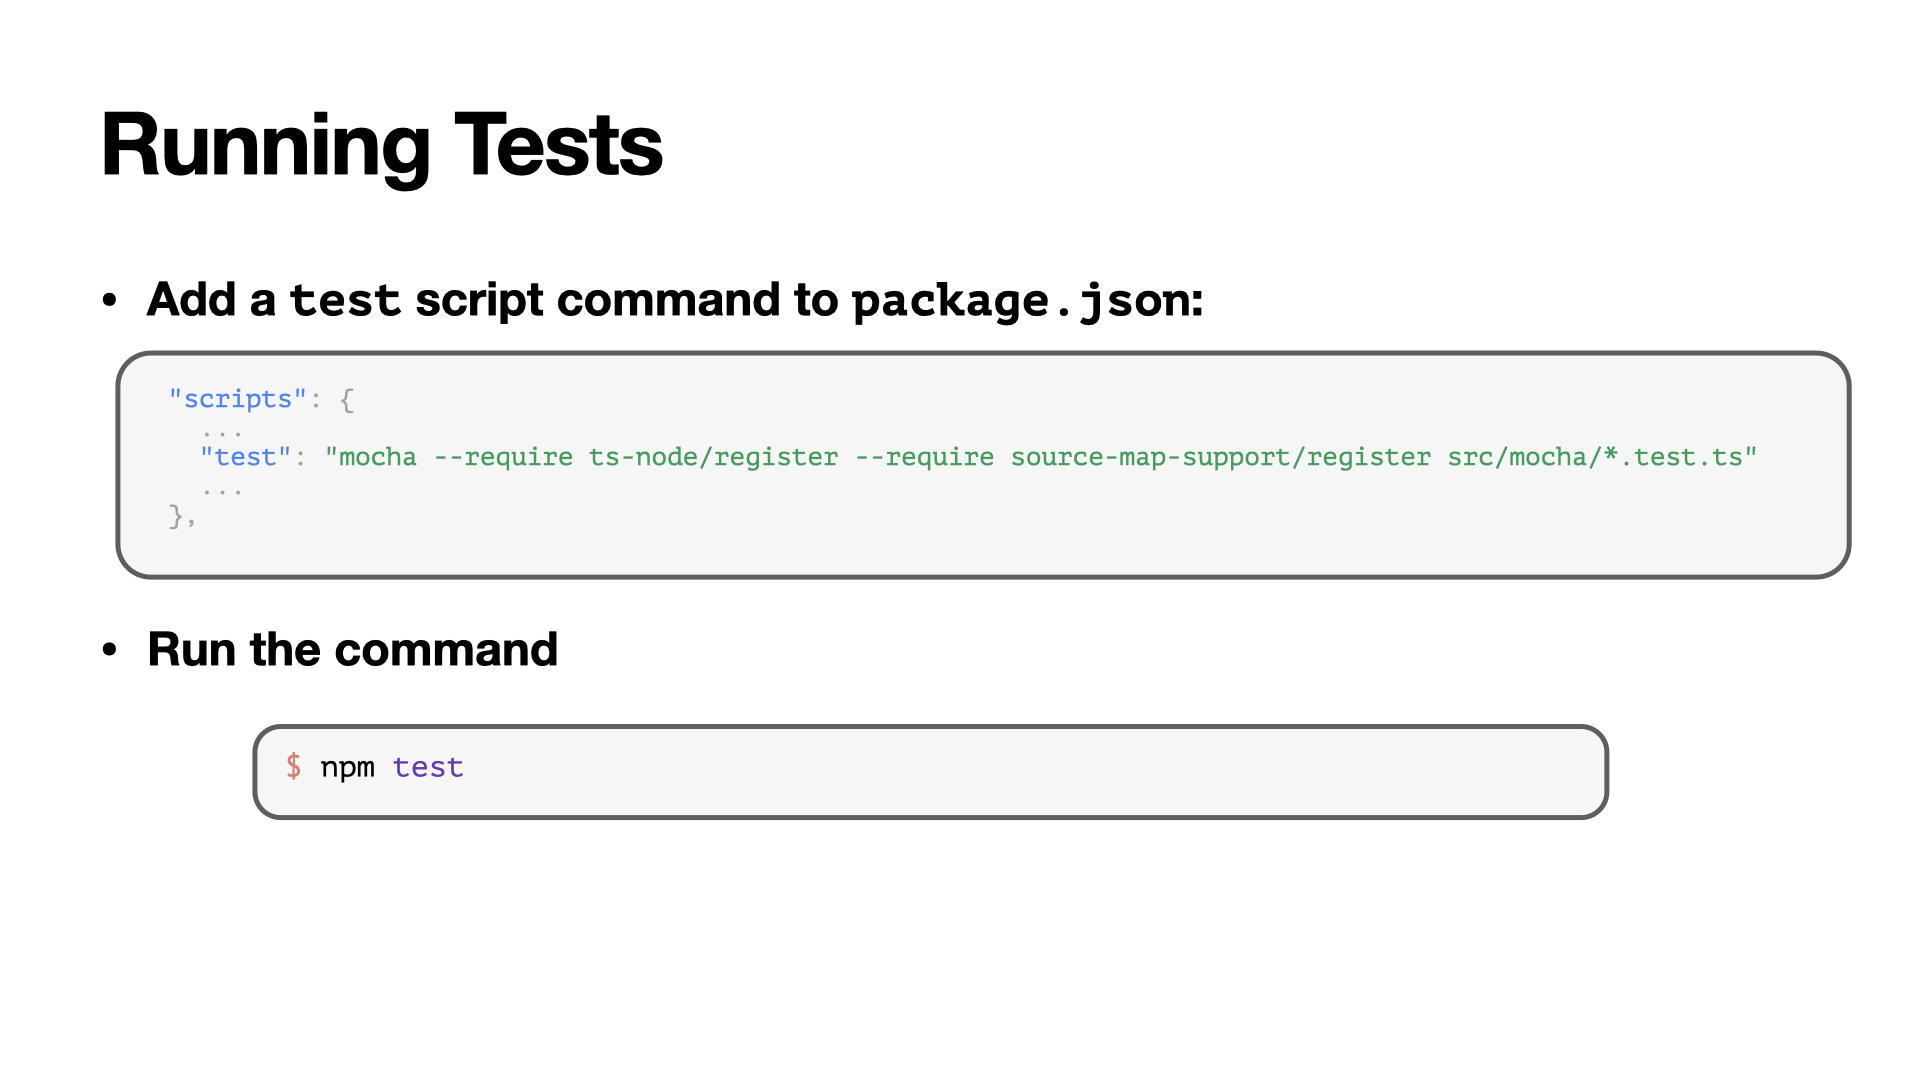 Running Tests
• Add a test script command to package.json:
"scripts": {
  ...
  "test": "mocha --require ts-node/register --require source-map-support/register src/mocha/*.test.ts"
  ...
},
• Run the command
$ npm test